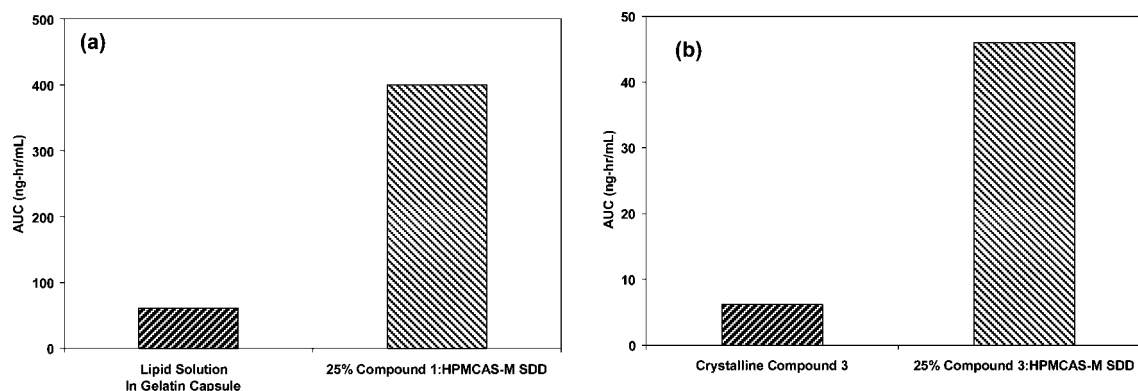 (a)
AUC (ng-hr/mL)
500
400
300
200
100
0
Lipid Solution
In Gelatin Capsule
25% Compound 1:HPMCAS-M SDD
(b)
AUC (ng-hr/mL)
50
40
30
20
10
0
Crystalline Compound 3
25% Compound 3:HPMCAS-M SDD